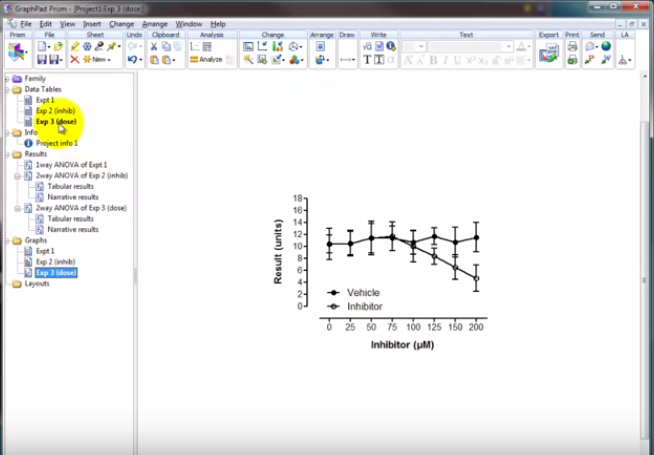 GraphPad Prism - [Project1:Exp 3 (dose)]
File Edit View Insert Change Arrange Window Help
Prism File Sheet Undo Clipboard Analysis Change Arrange Draw Write Text Export Print Send LA
New Analyze
Family
Data Tables
Expt 1
Exp 2 (inhib)
Exp 3 (dose)
Info
Project info 1
Results
1way ANOVA of Expt 1
2way ANOVA of Exp 2 (inhib)
Tabular results
Narrative results
2way ANOVA of Exp 3 (dose)
Tabular results
Narrative results
Graphs
Expt 1
Exp 2 (inhib)
Exp 3 (dose)
Layouts
18
16
14
12
10
8
6
4
2
0
Result (units)
Vehicle
Inhibitor
0 25 50 75 100 125 150 200
Inhibitor (µM)